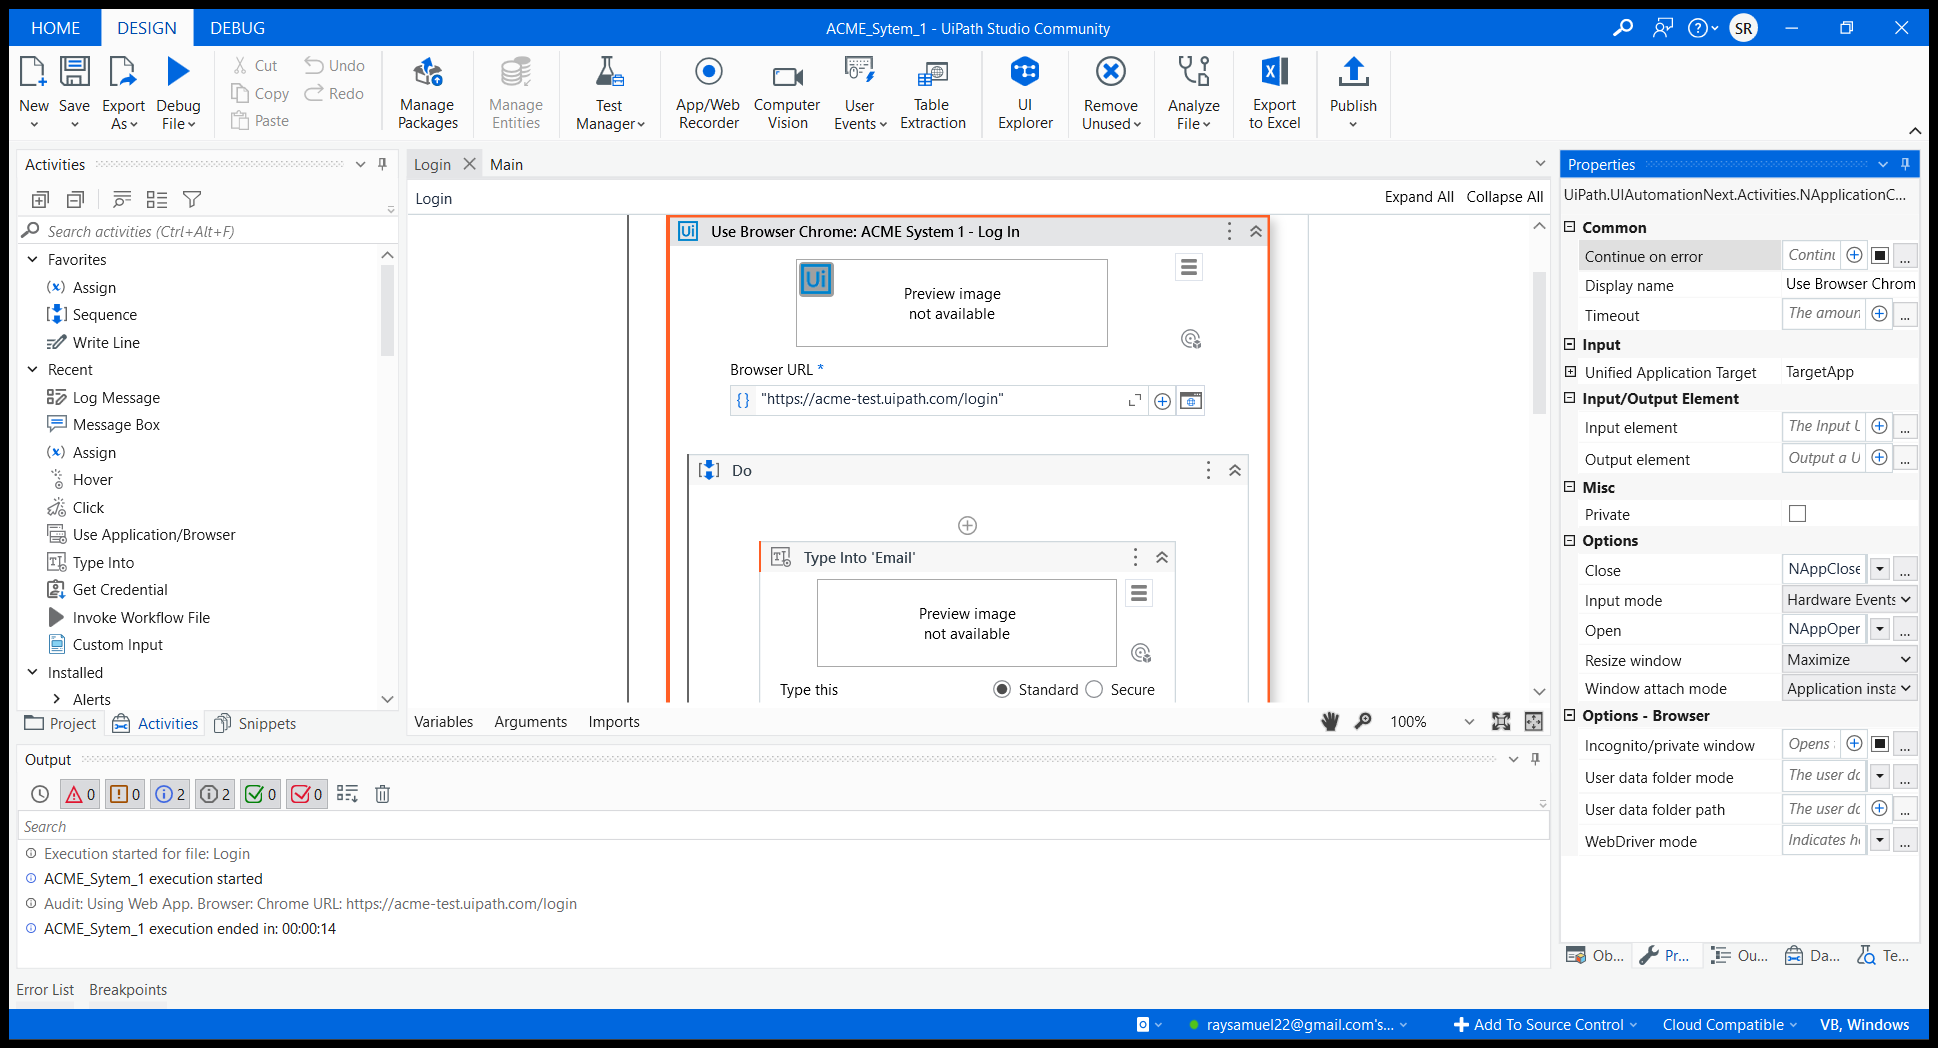 HOME DESIGN DEBUG
ACME_Sytem_1 - UiPath Studio Community
SR
New
Save
Export As
Debug File
Cut
Copy
Paste
Undo
Redo
Manage Packages
Manage Entities
Test Manager
App/Web Recorder
Computer Vision
User Events
Table Extraction
UI Explorer
Remove Unused
Analyze File
Export to Excel
Publish
Activities
Search activities (Ctrl+Alt+F)
Favorites
Assign
Sequence
Write Line
Recent
Log Message
Message Box
Assign
Hover
Click
Use Application/Browser
Type Into
Get Credential
Invoke Workflow File
Custom Input
Installed
Alerts
Project Activities Snippets
Login Main
Login
Expand All Collapse All
Ui Use Browser Chrome: ACME System 1 - Log In
Ui
Preview image
not available
Browser URL *
"https://acme-test.uipath.com/login"
Do
Type Into 'Email'
Preview image
not available
Type this Standard Secure
Variables Arguments Imports
100%
Properties
UiPath.UIAutomationNext.Activities.NApplicationC...
Common
Continue on error Continu ...
Display name Use Browser Chrom
Timeout The amoun ...
Input
Unified Application Target TargetApp
Input/Output Element
Input element The Input U ...
Output element Output a U ...
Misc
Private
Options
Close NAppClose ...
Input mode Hardware Events
Open NAppOper ...
Resize window Maximize
Window attach mode Application insta
Options - Browser
Incognito/private window Opens ...
User data folder mode The user da ...
User data folder path The user da ...
WebDriver mode Indicates h ...
Ob... Pr... Ou... Da... Te...
Output
0 0 2 2 0 0
Search
Execution started for file: Login
ACME_Sytem_1 execution started
Audit: Using Web App. Browser: Chrome URL: https://acme-test.uipath.com/login
ACME_Sytem_1 execution ended in: 00:00:14
Error List Breakpoints
raysamuel22@gmail.com's... Add To Source Control Cloud Compatible VB, Windows